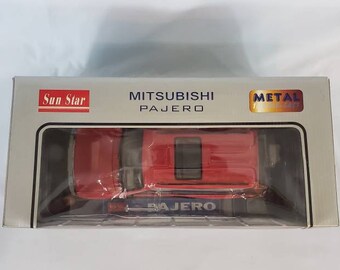 Sun Star
MITSUBISHI
PAJERO
METAL
PAJERO